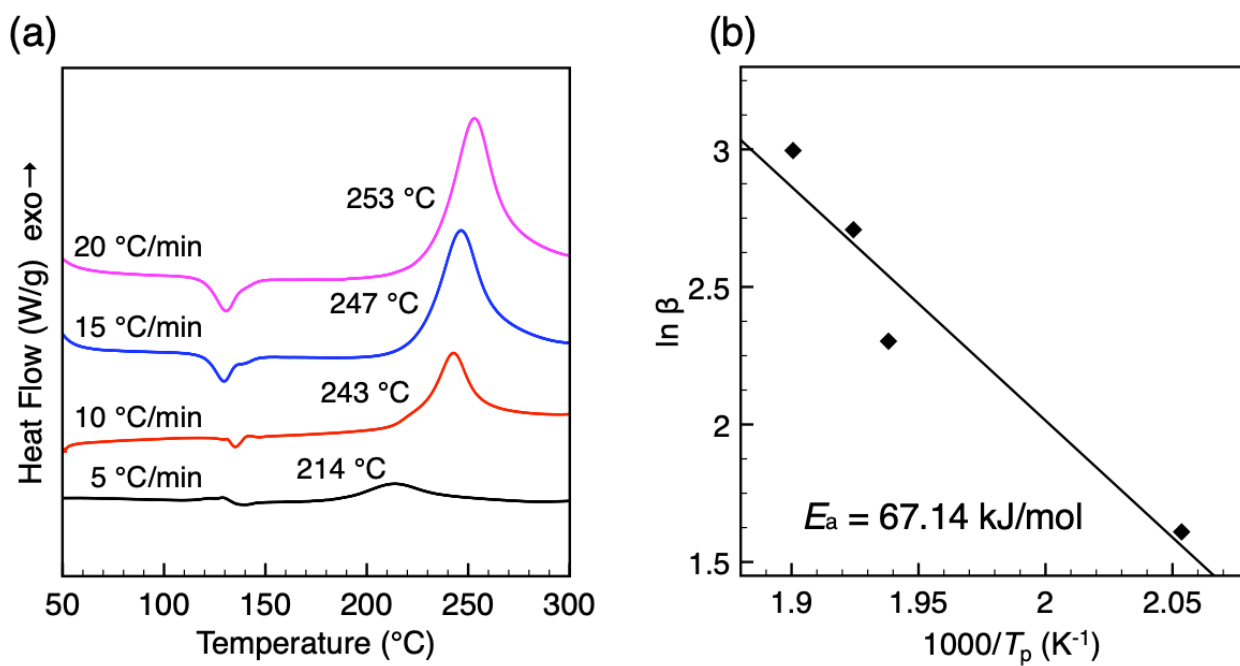 (a)
Heat Flow (W/g) exo→
253 °C
20 °C/min
247 °C
15 °C/min
243 °C
10 °C/min
214 °C
5 °C/min
50 100 150 200 250 300
Temperature (°C)
(b)
ln β
3
2.5
2
1.5
Ea = 67.14 kJ/mol
1.9 1.95 2 2.05
1000/Tp (K-1)